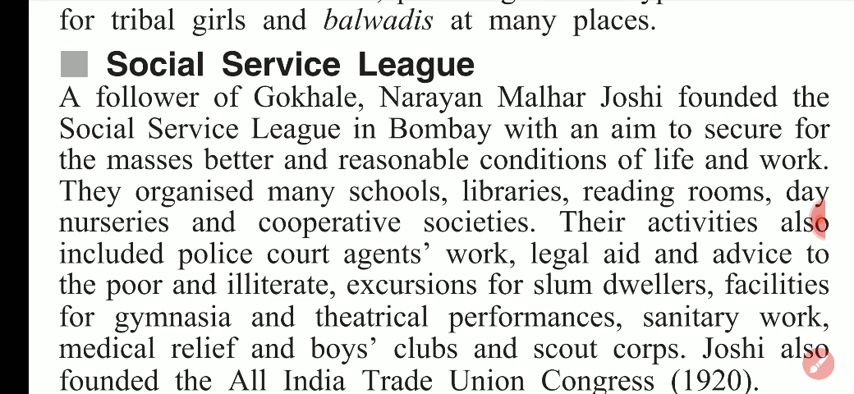 for tribal girls and balwadis at many places.
Social Service League
A follower of Gokhale, Narayan Malhar Joshi founded the
Social Service League in Bombay with an aim to secure for
the masses better and reasonable conditions of life and work.
They organised many schools, libraries, reading rooms, day
nurseries and cooperative societies. Their activities also
included police court agents’ work, legal aid and advice to
the poor and illiterate, excursions for slum dwellers, facilities
for gymnasia and theatrical performances, sanitary work,
medical relief and boys’ clubs and scout corps. Joshi also
founded the All India Trade Union Congress (1920).